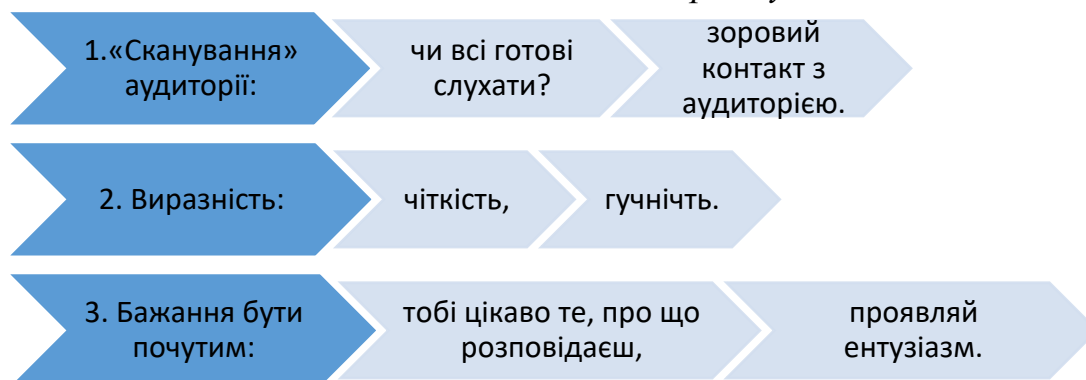 1.«Сканування»
аудиторії:
чи всі готові
слухати?
зоровий
контакт з
аудиторією.
2. Виразність:
чіткість,
гучнічть.
3. Бажання бути
почутим:
тобі цікаво те, про що
розповідаєш,
проявляй
ентузіазм.